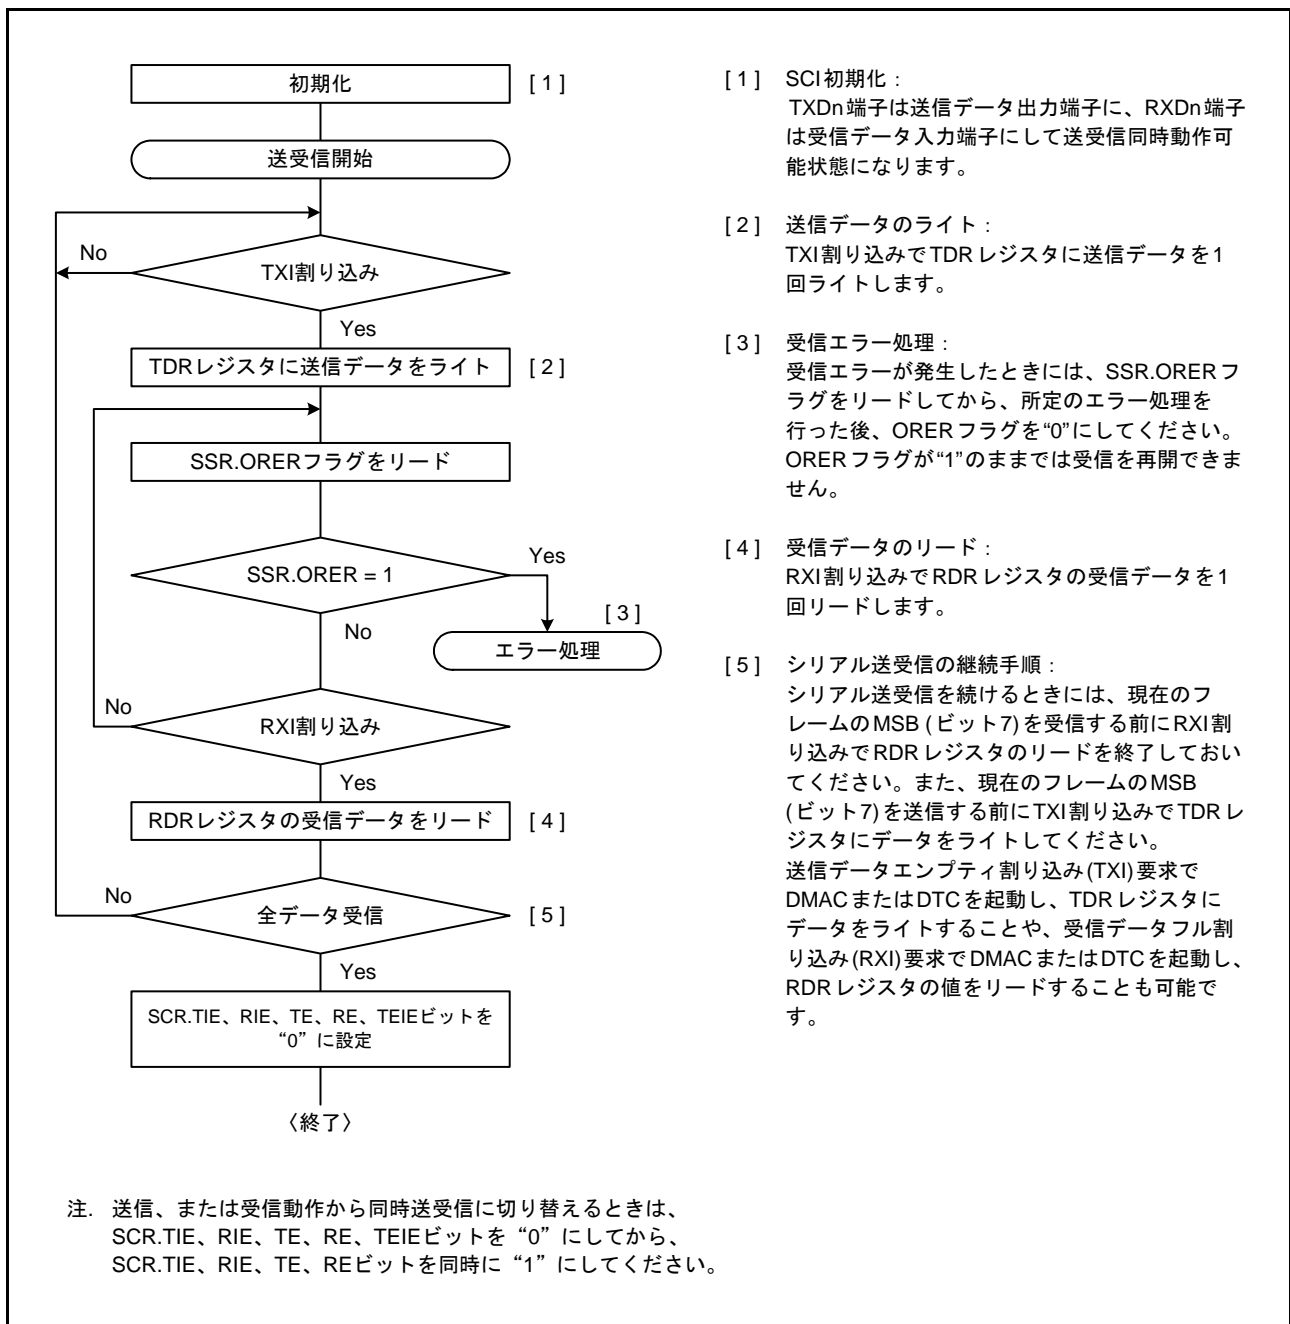 初期化 [ 1 ]
送受信開始
No
TXI割り込み
Yes
TDRレジスタに送信データをライト [ 2 ]
SSR.ORERフラグをリード
SSR.ORER = 1
Yes
[ 3 ]
No
エラー処理
No
RXI割り込み
Yes
RDRレジスタの受信データをリード [ 4 ]
No
全データ受信 [ 5 ]
Yes
SCR.TIE、RIE、TE、RE、TEIEビットを
“0”に設定
〈終了〉
[ 1 ] SCI初期化：
TXDn端子は送信データ出力端子に、RXDn端子
は受信データ入力端子にして送受信同時動作可
能状態になります。
[ 2 ] 送信データのライト：
TXI割り込みでTDRレジスタに送信データを1
回ライトします。
[ 3 ] 受信エラー処理：
受信エラーが発生したときには、SSR.ORERフ
ラグをリードしてから、所定のエラー処理を
行った後、ORERフラグを“0”にしてください。
ORERフラグが“1”のままでは受信を再開できま
せん。
[ 4 ] 受信データのリード：
RXI割り込みでRDRレジスタの受信データを1
回リードします。
[ 5 ] シリアル送受信の継続手順：
シリアル送受信を続けるときには、現在のフ
レームのMSB (ビット7)を受信する前にRXI割
り込みでRDRレジスタのリードを終了しておい
てください。また、現在のフレームのMSB
(ビット7)を送信する前にTXI割り込みでTDRレ
ジスタにデータをライトしてください。
送信データエンプティ割り込み(TXI)要求で
DMACまたはDTCを起動し、TDRレジスタに
データをライトすることや、受信データフル割
り込み(RXI)要求でDMACまたはDTCを起動し、
RDRレジスタの値をリードすることも可能で
す。
注. 送信、または受信動作から同時送受信に切り替えるときは、
SCR.TIE、RIE、TE、RE、TEIEビットを“0”にしてから、
SCR.TIE、RIE、TE、REビットを同時に“1”にしてください。